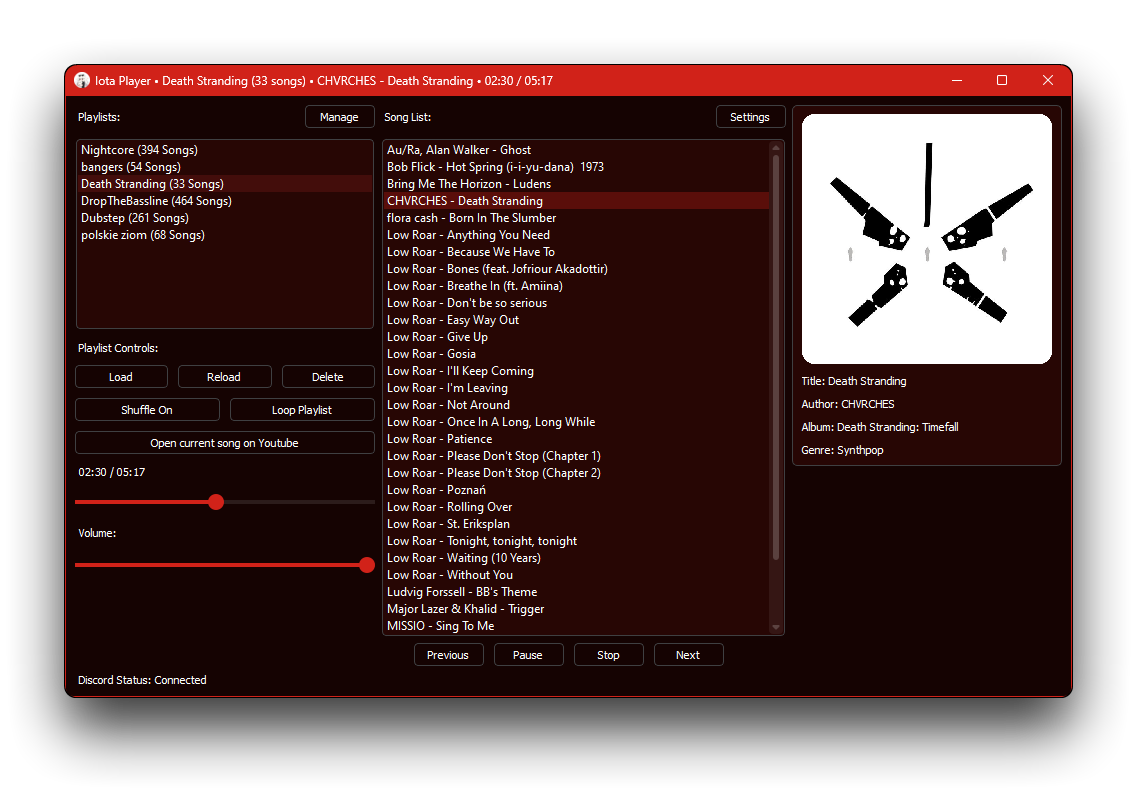 Iota Player • Death Stranding (33 songs) • CHVRCHES - Death Stranding • 02:30 / 05:17
Playlists:
Manage
Nightcore (394 Songs)
bangers (54 Songs)
Death Stranding (33 Songs)
DropTheBassline (464 Songs)
Dubstep (261 Songs)
polskie ziom (68 Songs)
Playlist Controls:
Load
Reload
Delete
Shuffle On
Loop Playlist
Open current song on Youtube
02:30 / 05:17
Volume:
Song List:
Settings
Au/Ra, Alan Walker - Ghost
Bob Flick - Hot Spring (i-i-yu-dana)  1973
Bring Me The Horizon - Ludens
CHVRCHES - Death Stranding
flora cash - Born In The Slumber
Low Roar - Anything You Need
Low Roar - Because We Have To
Low Roar - Bones (feat. Jofriour Akadottir)
Low Roar - Breathe In (ft. Amiina)
Low Roar - Don't be so serious
Low Roar - Easy Way Out
Low Roar - Give Up
Low Roar - Gosia
Low Roar - I'll Keep Coming
Low Roar - I'm Leaving
Low Roar - Not Around
Low Roar - Once In A Long, Long While
Low Roar - Patience
Low Roar - Please Don't Stop (Chapter 1)
Low Roar - Please Don't Stop (Chapter 2)
Low Roar - Poznań
Low Roar - Rolling Over
Low Roar - St. Eriksplan
Low Roar - Tonight, tonight, tonight
Low Roar - Waiting (10 Years)
Low Roar - Without You
Ludvig Forssell - BB's Theme
Major Lazer & Khalid - Trigger
MISSIO - Sing To Me
Previous
Pause
Stop
Next
Title: Death Stranding
Author: CHVRCHES
Album: Death Stranding: Timefall
Genre: Synthpop
Discord Status: Connected